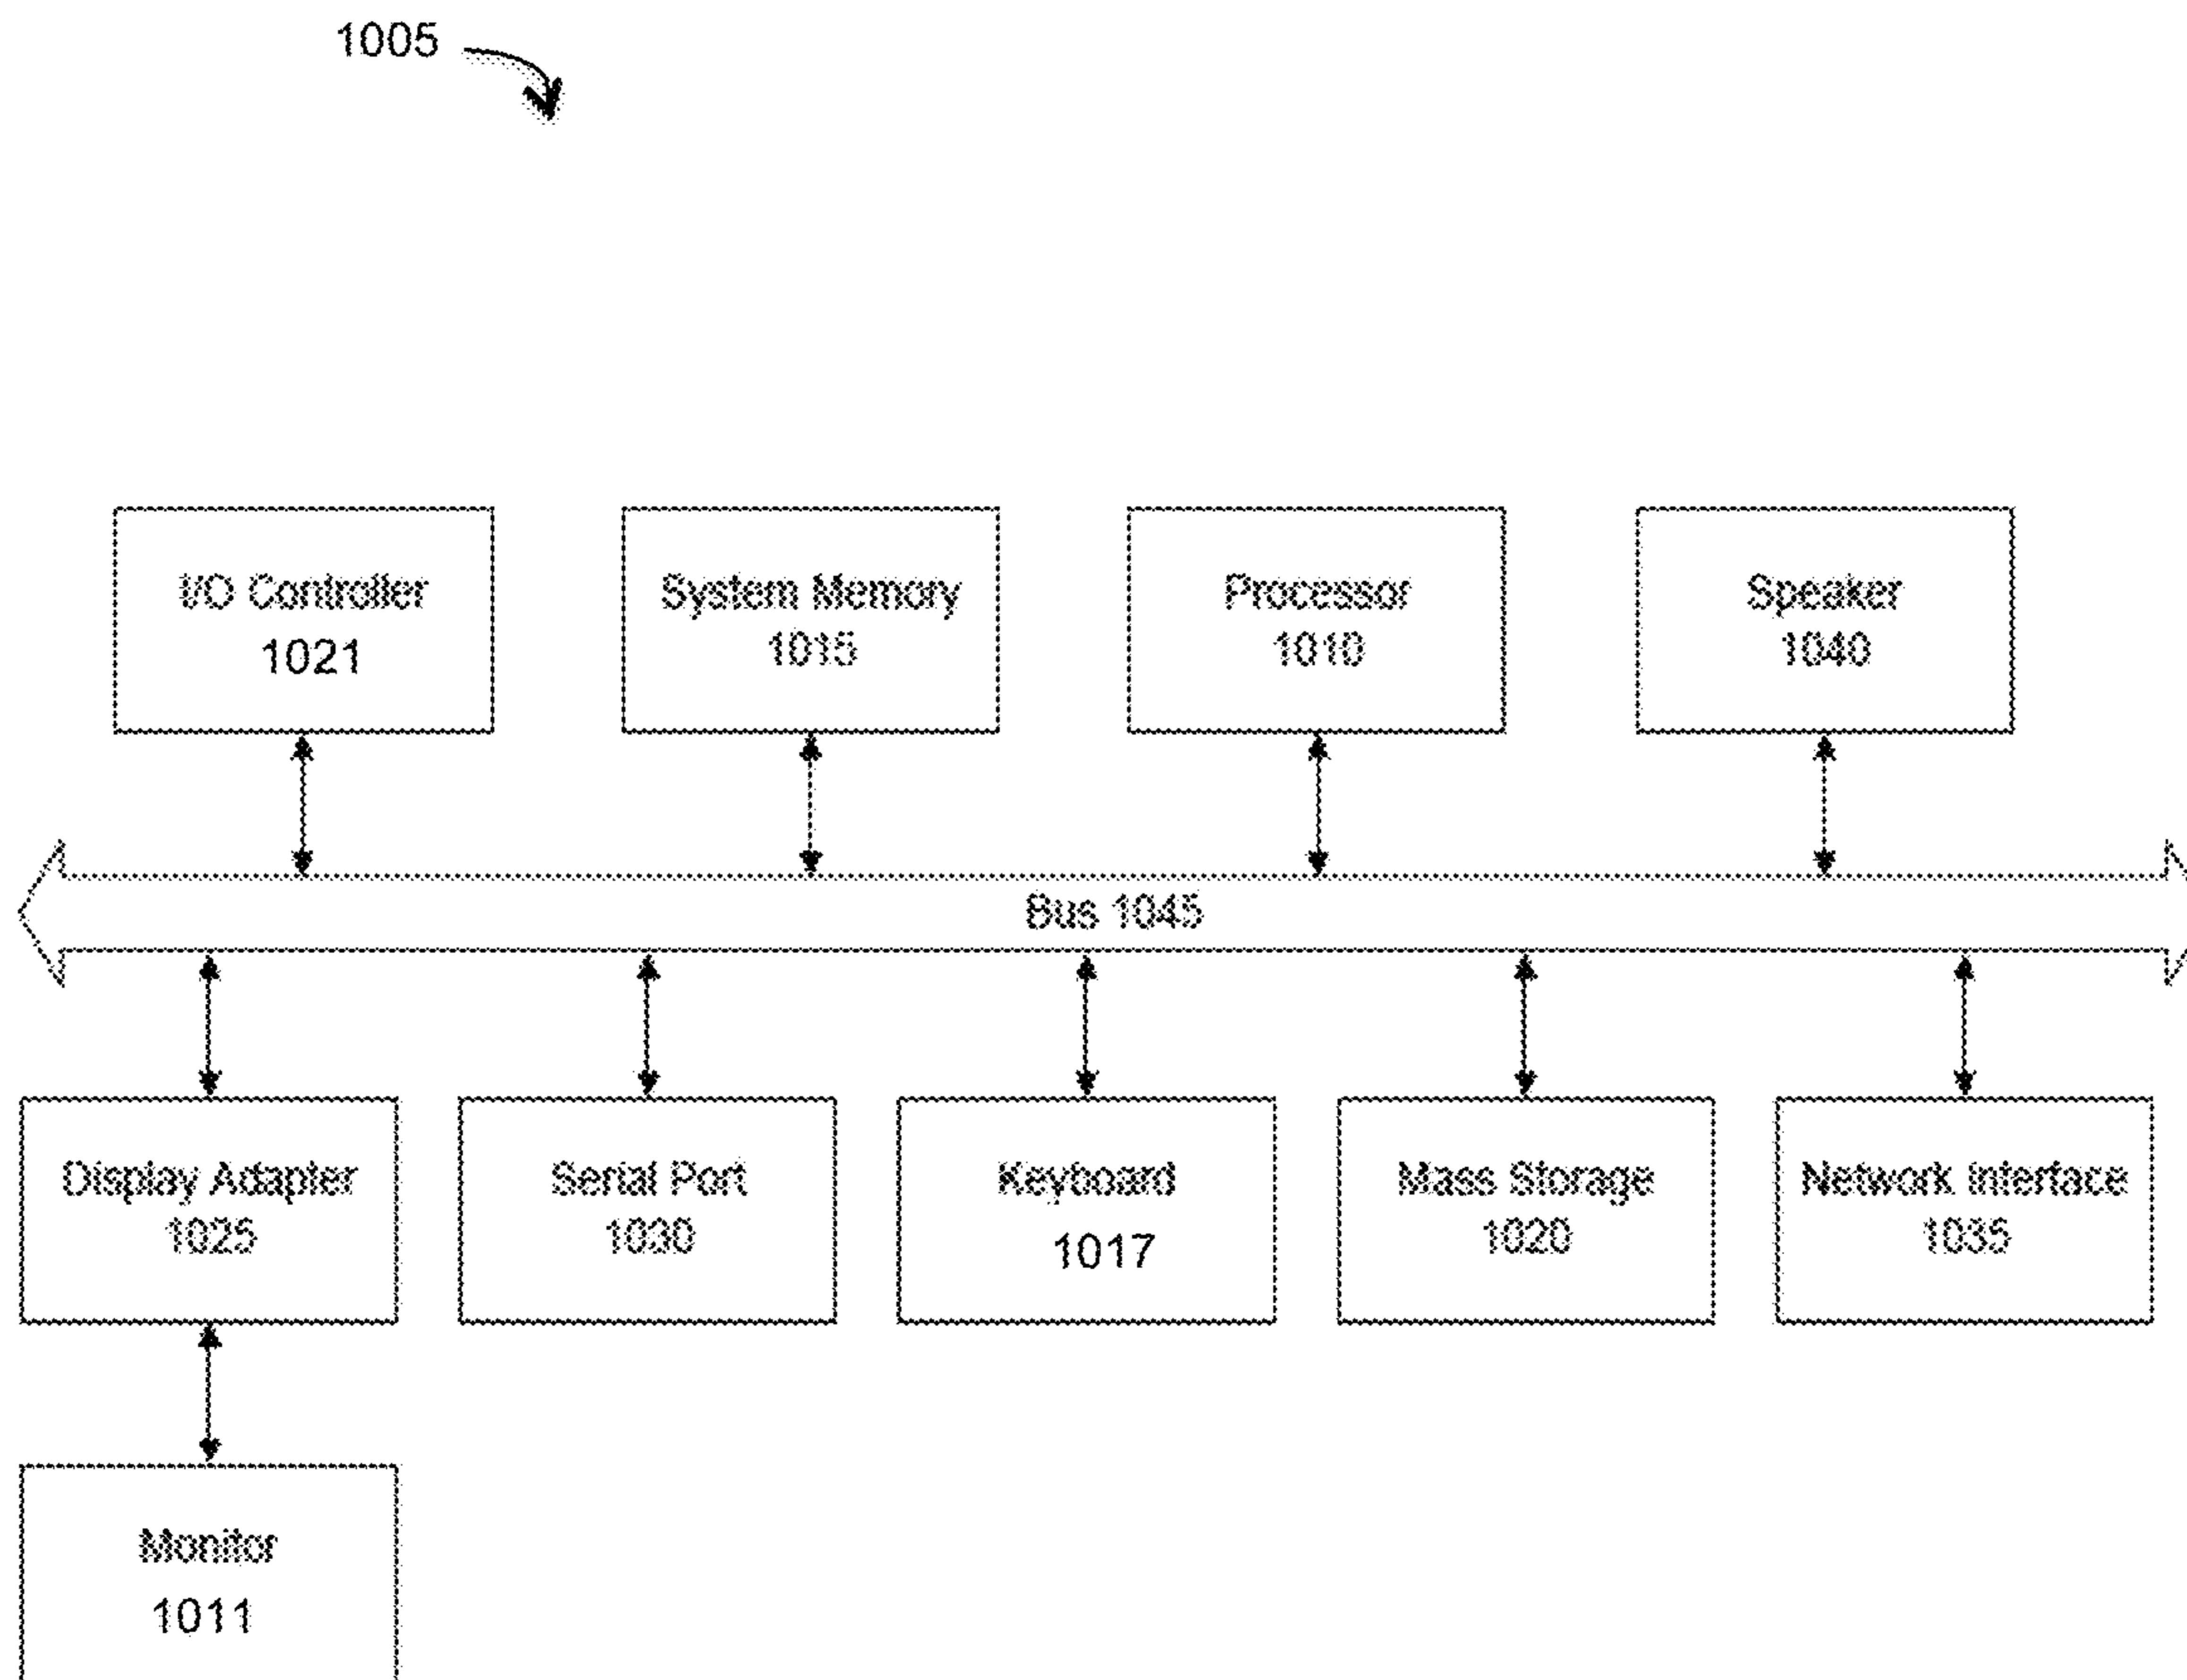 1005
I/O Controller
1021
System Memory
1015
Processor
1010
Speaker
1040
Bus 1045
Display Adapter
1025
Serial Port
1030
Keyboard
1017
Mass Storage
1020
Network Interface
1035
Monitor
1011